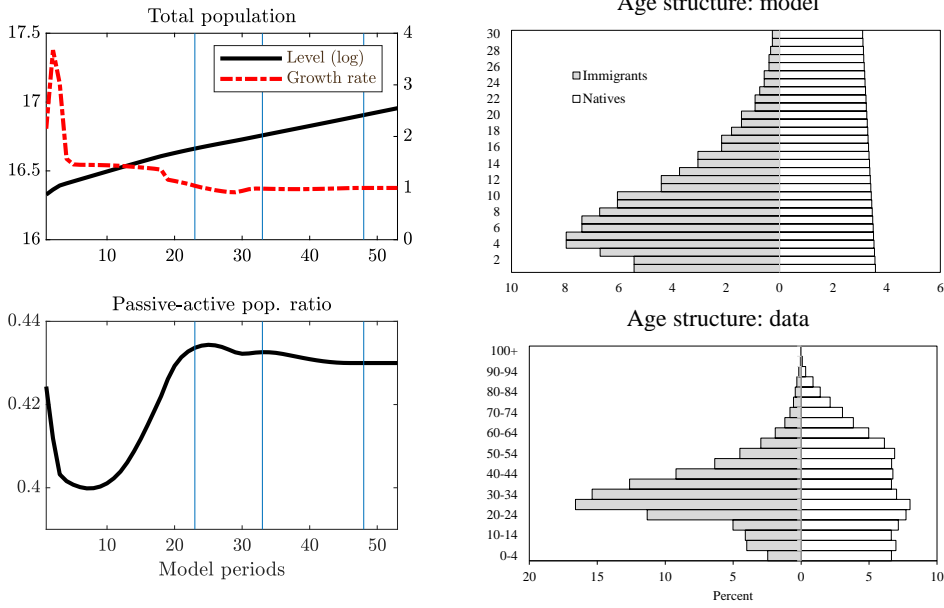 Total population
17.5
17
16.5
16
4
3
2
1
0
Level (log)
Growth rate
10 20 30 40 50
Passive-active pop. ratio
0.44
0.42
0.4
10 20 30 40 50
Model periods
Age structure: model
30
28
26
24
22
20
18
16
14
12
10
8
6
4
2
Immigrants
Natives
10 8 6 4 2 0 2 4 6
Age structure: data
100+
90-94
80-84
70-74
60-64
50-54
40-44
30-34
20-24
10-14
0-4
20 15 10 5 0 5 10
Percent